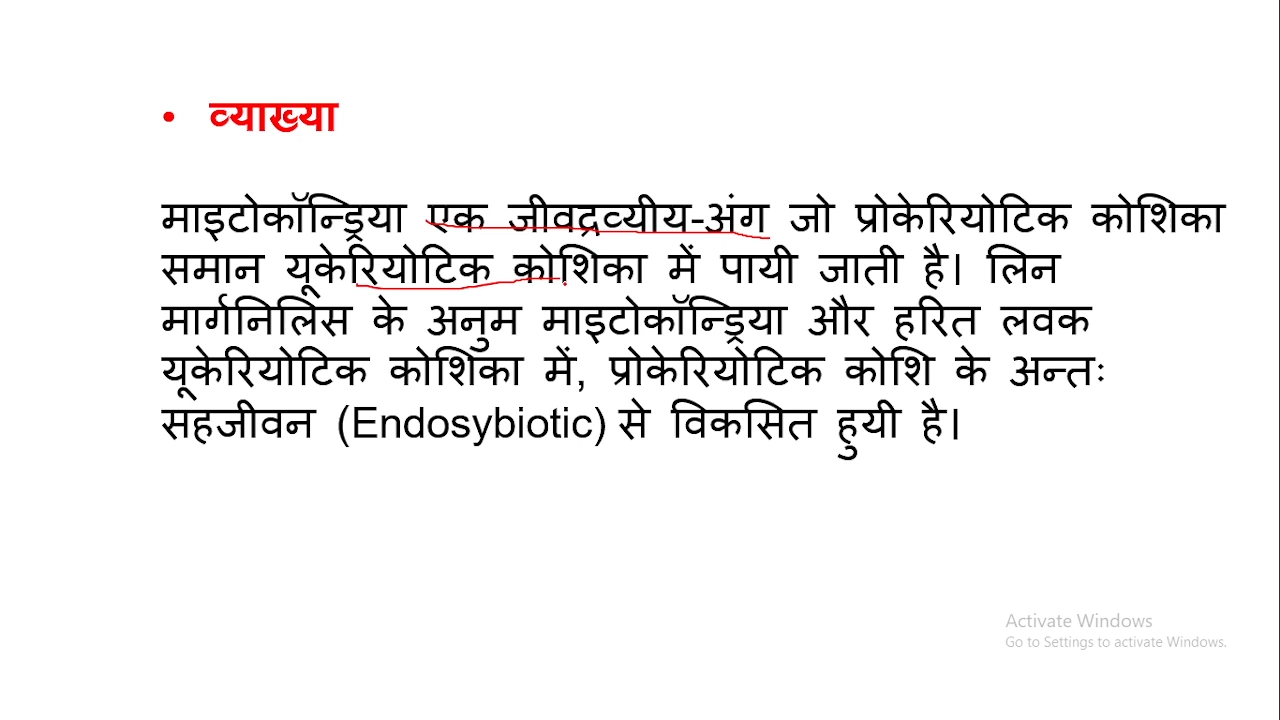 • व्याख्या
माइटोकॉन्ड्रिया एक जीवद्रव्यीय-अंग जो प्रोकेरियोटिक कोशिका
समान यूकेरियोटिक कोशिका में पायी जाती है। लिन
मार्गनिलिस के अनुम माइटोकॉन्ड्रिया और हरित लवक
यूकेरियोटिक कोशिका में, प्रोकेरियोटिक कोशि के अन्तः
सहजीवन (Endosybiotic) से विकसित हुयी है।
Activate Windows
Go to Settings to activate Windows.